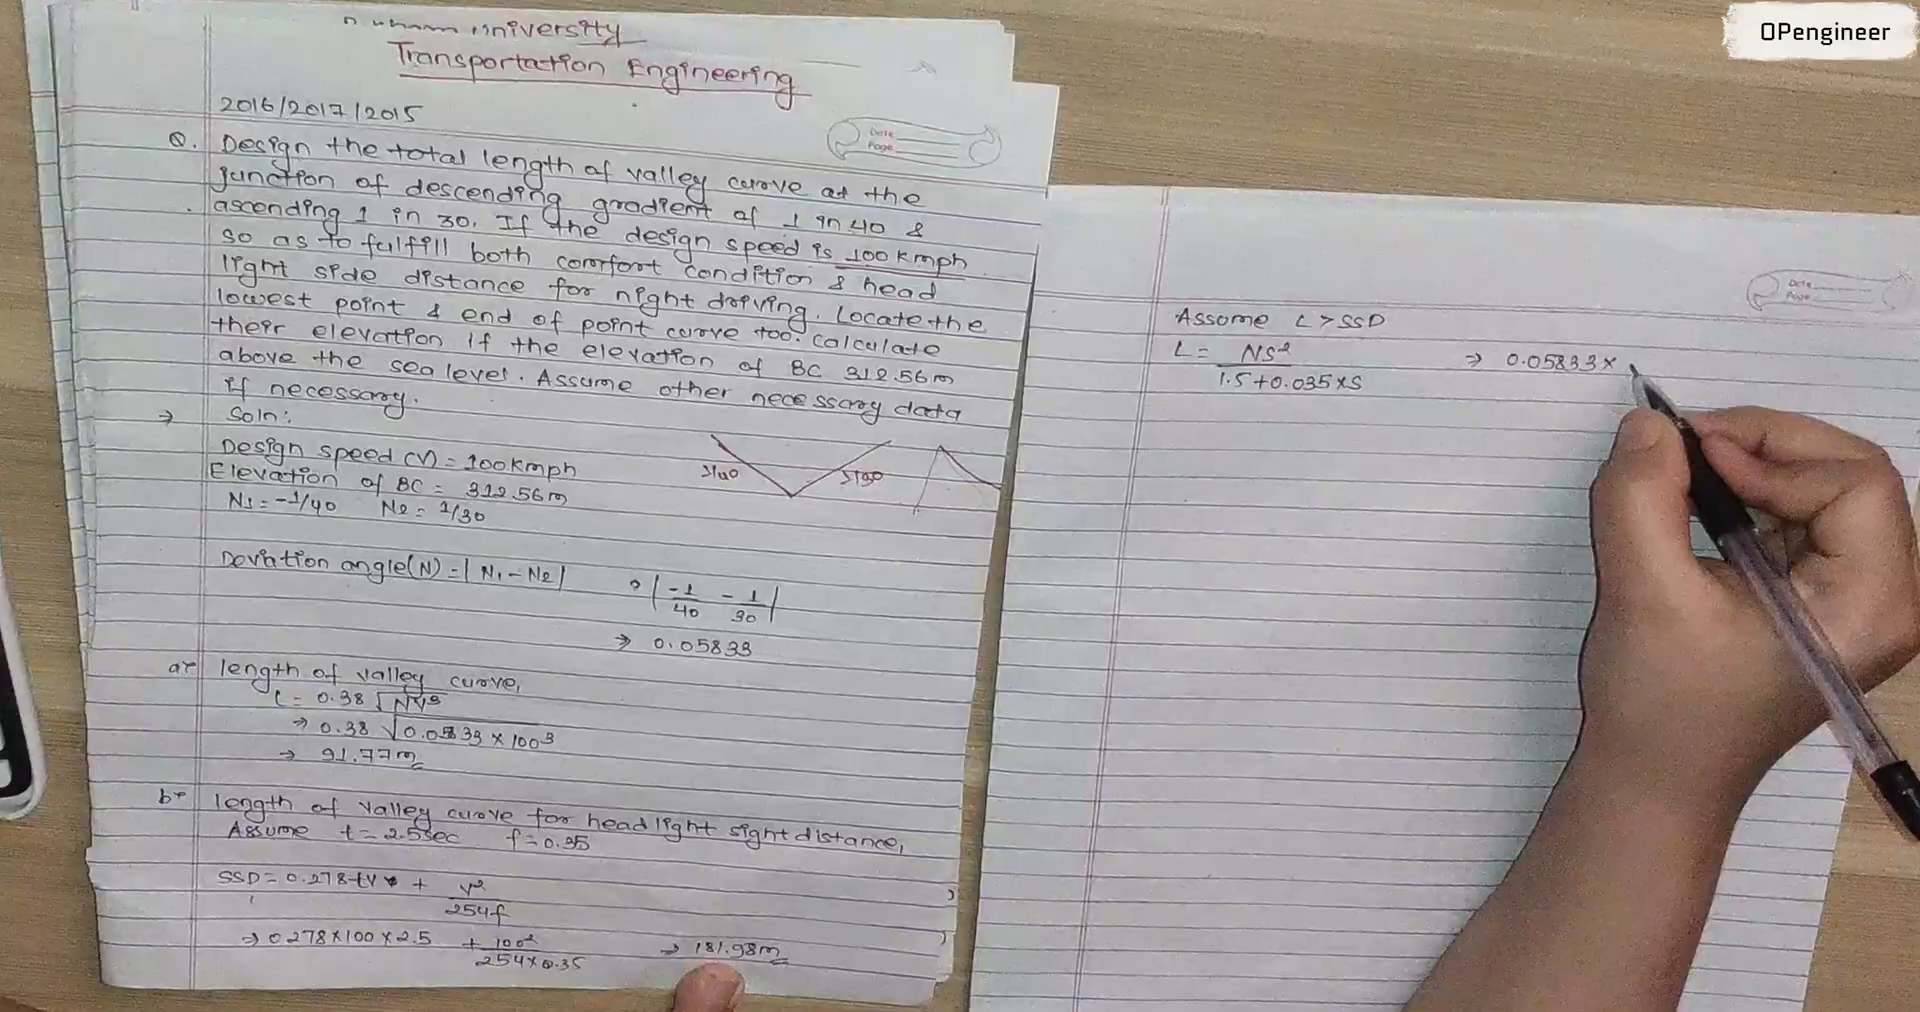 OPengineer
University
Transportation Engineering
2016/2017/2015
Date
Page
Q. Design the total length of valley curve at the
junction of descending gradient of 1 in 40 &
ascending 1 in 30. If the design speed is 100 kmph
so as to fulfill both comfort condition & head
light side distance for night driving. Locate the
lowest point & end of point curve too. calculate
their elevation if the elevation of BC 312.56m
above the sea level. Assume other necessary data
if necessary.
→ Soln:
Design speed (V) = 100kmph
Elevation of BC = 312.56m
N1 = -1/40 N2 = 1/30
1/40 1/30
Deviation angle(N) = | N1 - N2 | → | -1/40 - 1/30 |
→ 0.05833
a→ length of valley curve,
L = 0.38 √NV3
→ 0.38 √0.05833 × 100³
→ 91.77m
b→ length of valley curve for head light sight distance,
Assume t = 2.5sec f = 0.35
SSD = 0.278tV + V²/254f
→ 0.278×100×2.5 + 100²/254×0.35 → 181.98m
Date
Page
Assume L > SSD
L = NS²/1.5+0.035×S → 0.05833×